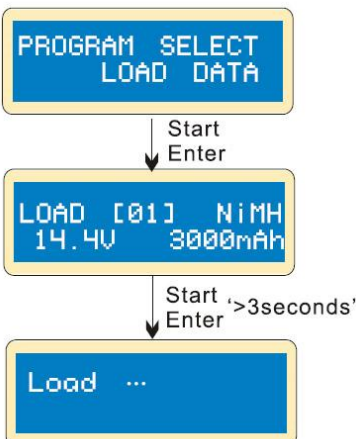 PROGRAM SELECT
LOAD DATA
Start
Enter
LOAD [01] NiMH
14.4V 3000mAh
Start
Enter '>3seconds'
Load ...